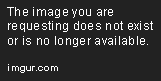 The image you are
requesting does not exist
or is no longer available.
imgur.com